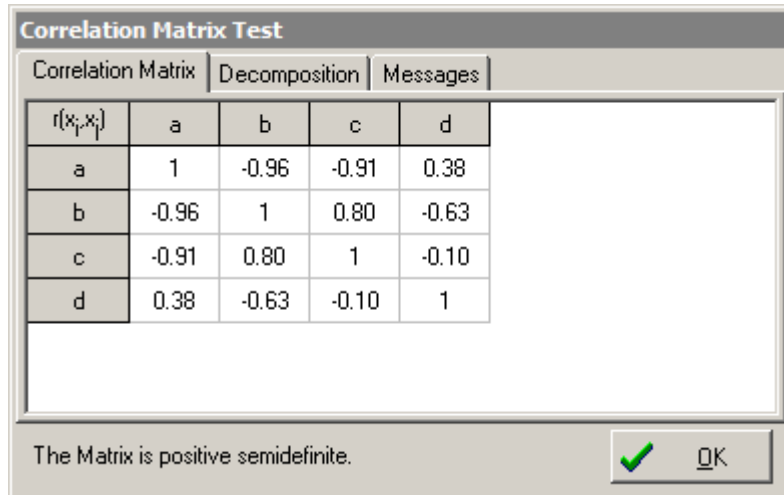 Correlation Matrix Test
Correlation Matrix Decomposition Messages
r(xi,xj) a b c d
a 1 -0.96 -0.91 0.38
b -0.96 1 0.80 -0.63
c -0.91 0.80 1 -0.10
d 0.38 -0.63 -0.10 1
The Matrix is positive semidefinite. OK